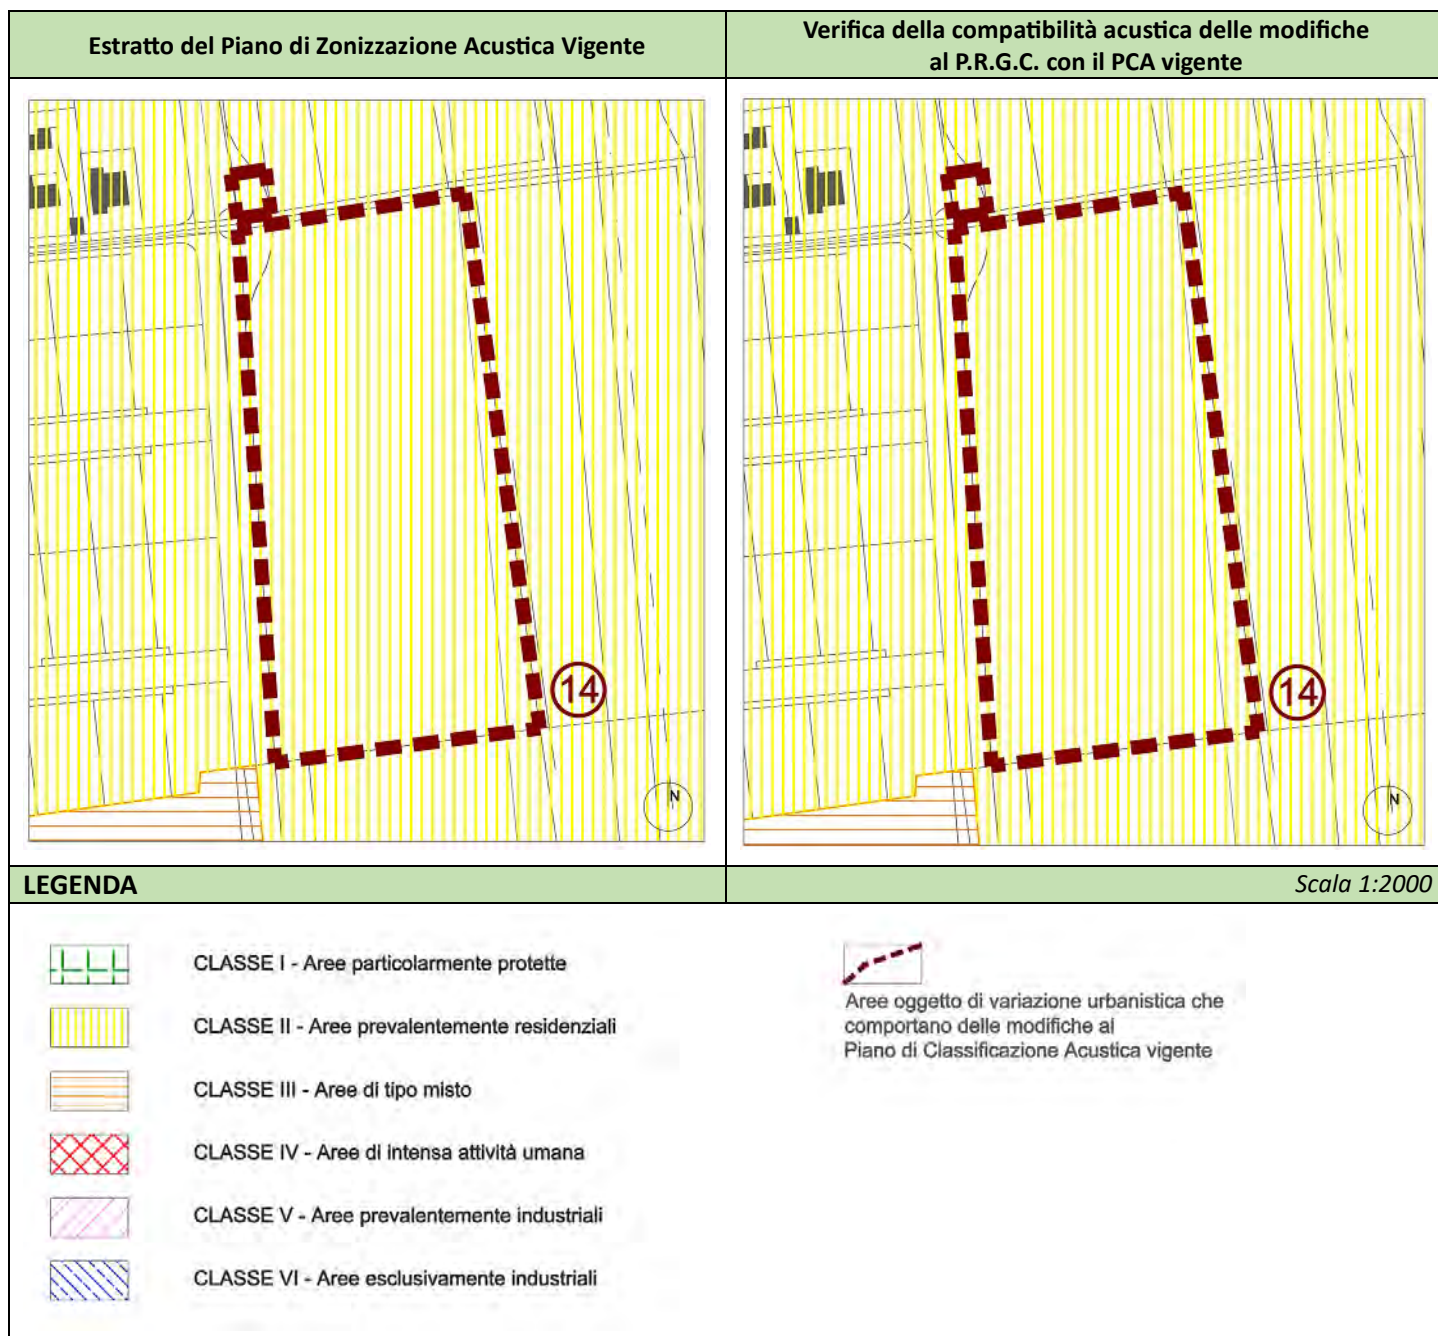 Estratto del Piano di Zonizzazione Acustica Vigente
Verifica della compatibilità acustica delle modifiche
al P.R.G.C. con il PCA vigente
14
N
14
N
LEGENDA
Scala 1:2000
CLASSE I - Aree particolarmente protette
CLASSE II - Aree prevalentemente residenziali
CLASSE III - Aree di tipo misto
CLASSE IV - Aree di intensa attività umana
CLASSE V - Aree prevalentemente industriali
CLASSE VI - Aree esclusivamente industriali
Aree oggetto di variazione urbanistica che
comportano delle modifiche al
Piano di Classificazione Acustica vigente